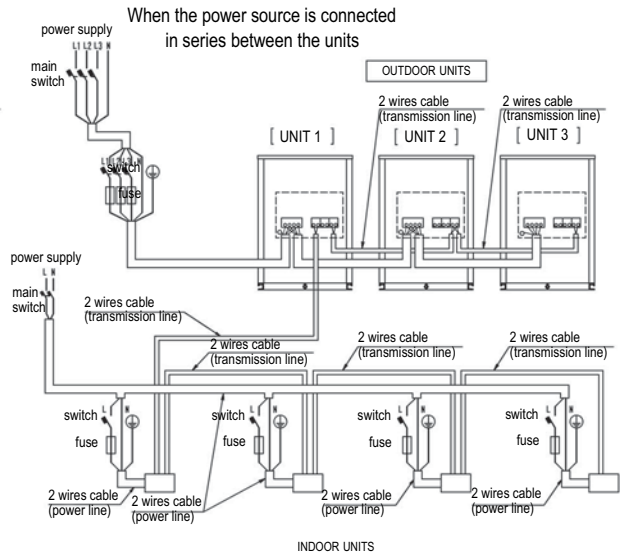 When the power source is connected
in series between the units
power supply
L1 L2 L3 N
main
switch
OUTDOOR UNITS
2 wires cable
(transmission line)
2 wires cable
(transmission line)
[ UNIT 1 ]
[ UNIT 2 ]
[ UNIT 3 ]
L1 L2 L3 N
switch
fuse
power supply
L N
main
switch
2 wires cable
(transmission line)
2 wires cable
(transmission line)
2 wires cable
(transmission line)
2 wires cable
(transmission line)
L N
switch
fuse
L N
switch
fuse
L N
switch
fuse
L N
switch
fuse
2 wires cable
(power line)
2 wires cable
(power line)
2 wires cable
(power line)
2 wires cable
(power line)
INDOOR UNITS